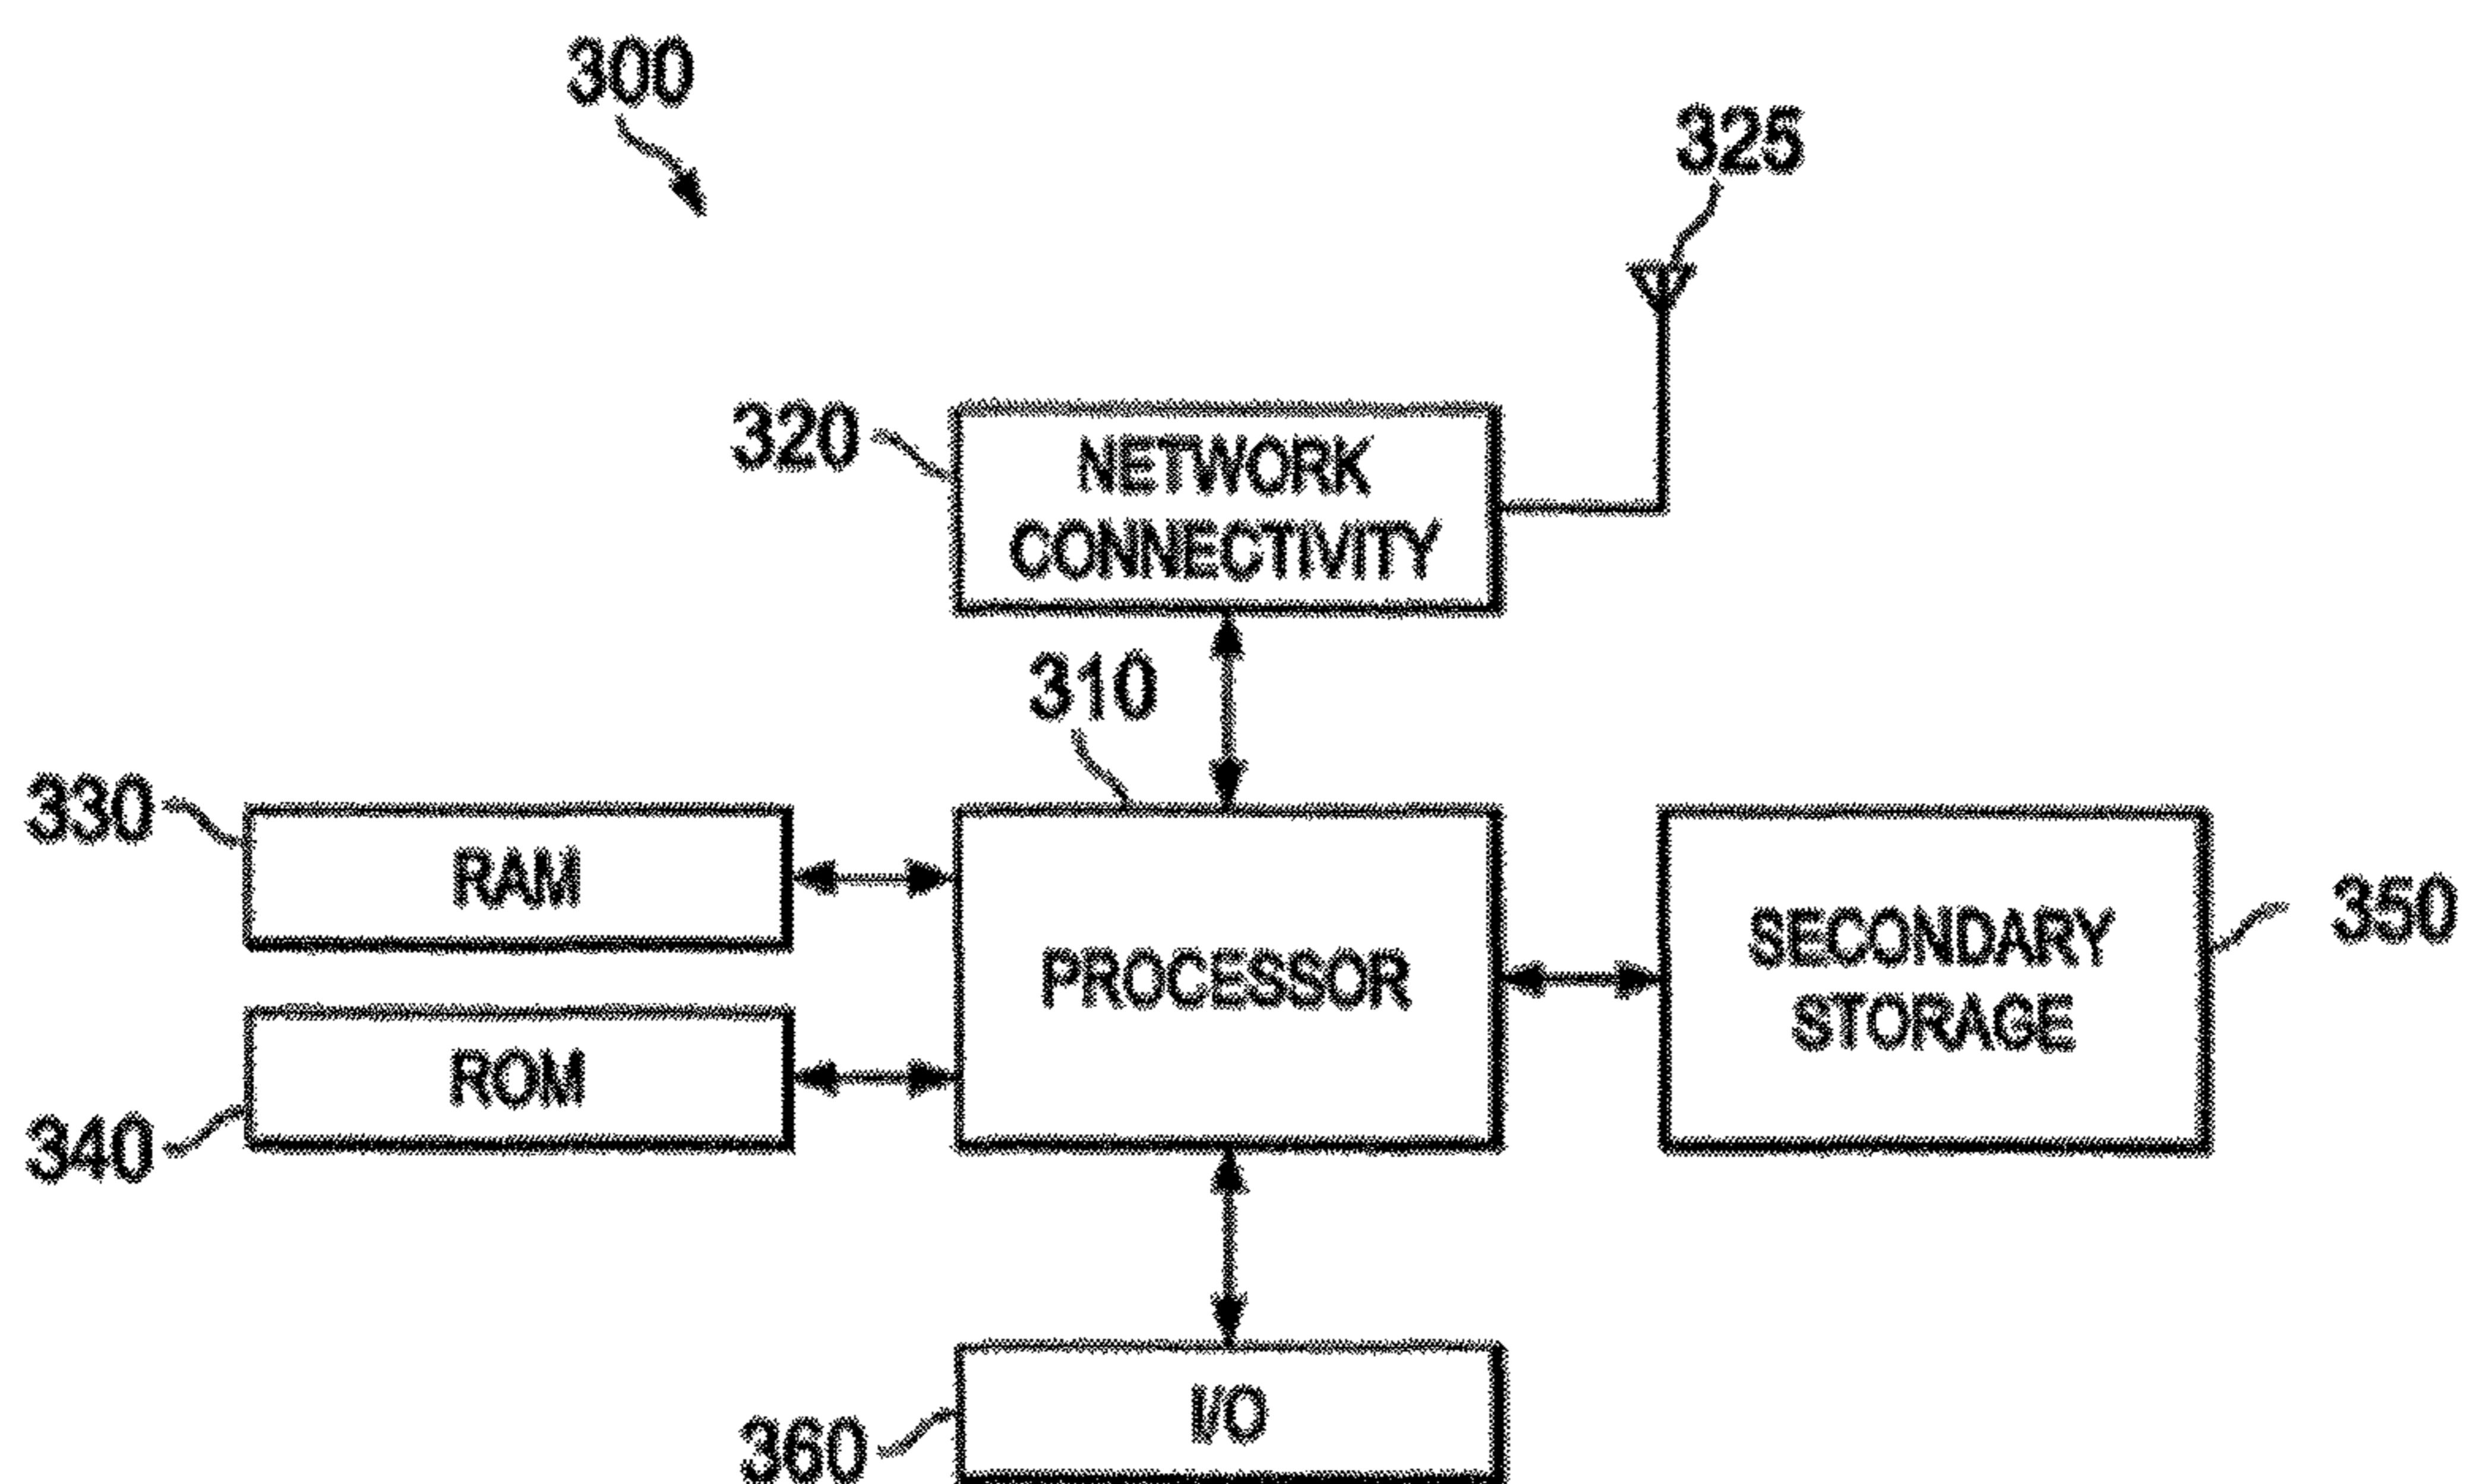 300
325
320
NETWORK
CONNECTIVITY
310
330
RAM
PROCESSOR
SECONDARY
STORAGE
350
ROM
340
I/O
360